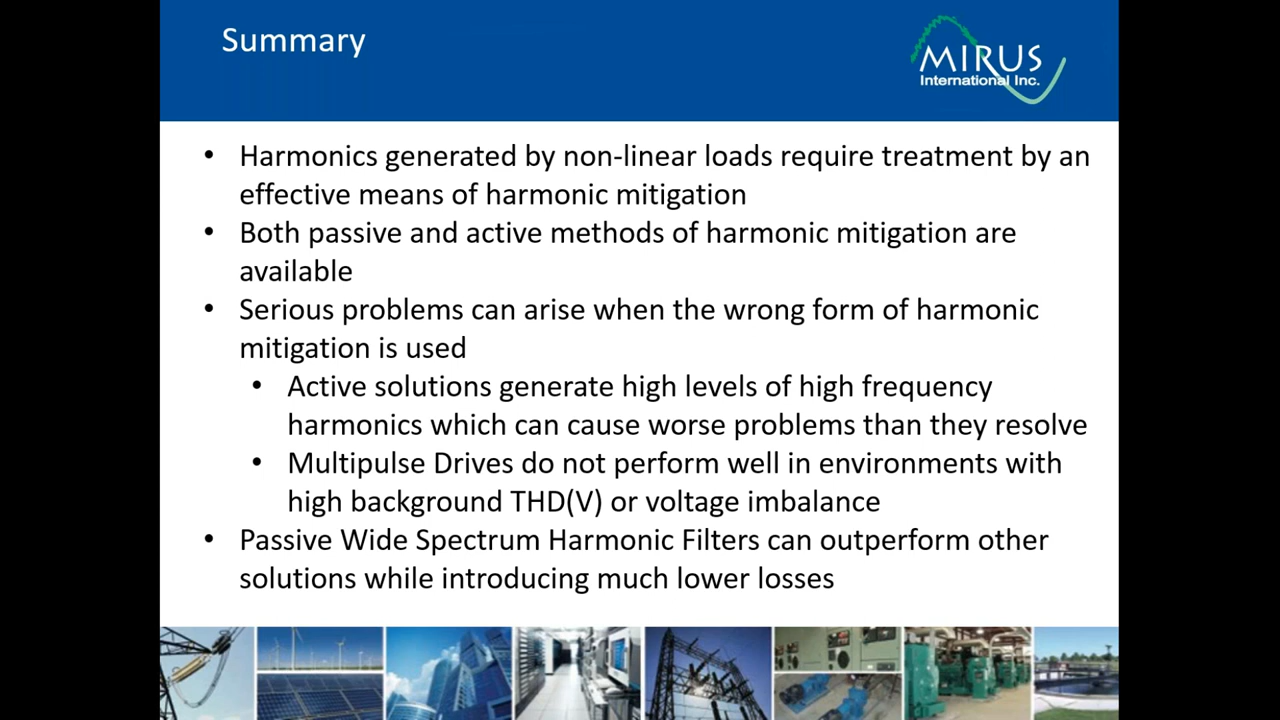 Summary
MIRUS
International Inc.
• Harmonics generated by non-linear loads require treatment by an
effective means of harmonic mitigation
• Both passive and active methods of harmonic mitigation are
available
• Serious problems can arise when the wrong form of harmonic
mitigation is used
• Active solutions generate high levels of high frequency
harmonics which can cause worse problems than they resolve
• Multipulse Drives do not perform well in environments with
high background THD(V) or voltage imbalance
• Passive Wide Spectrum Harmonic Filters can outperform other
solutions while introducing much lower losses